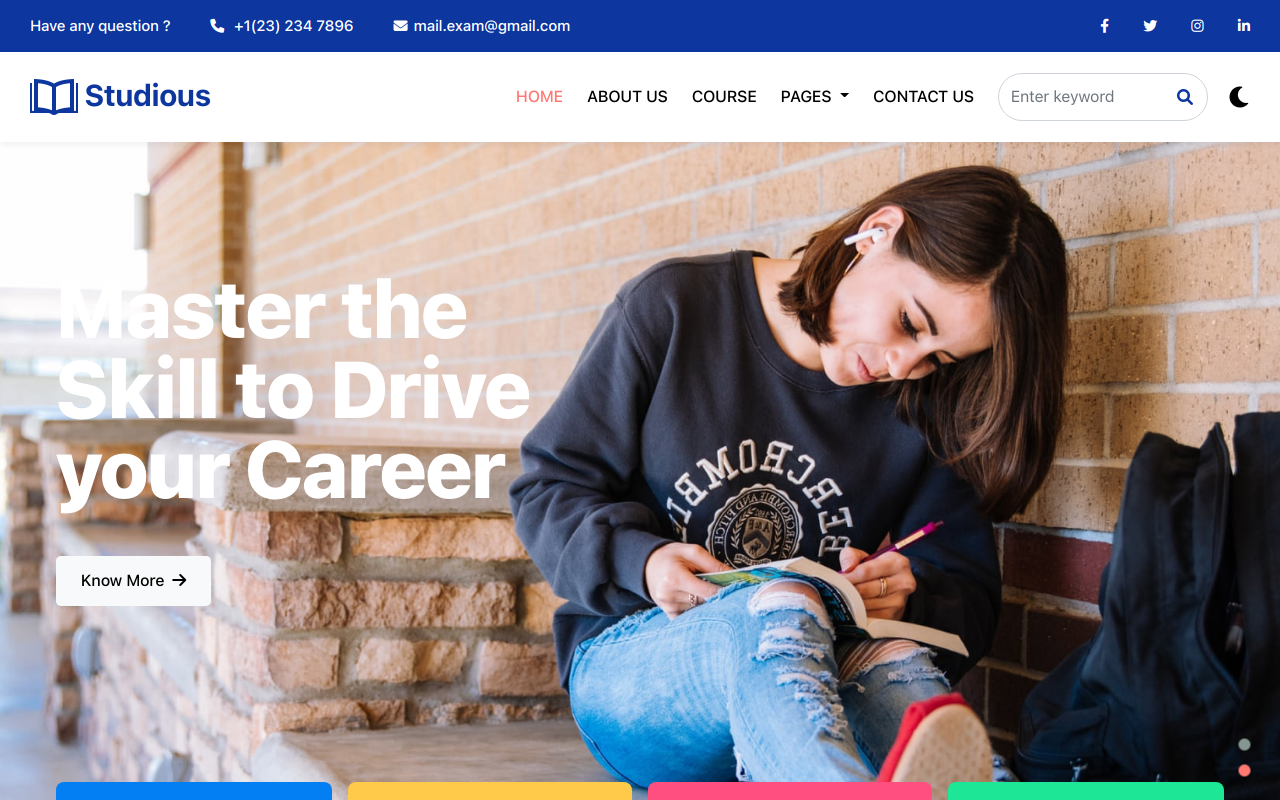 Have any question ?
+1(23) 234 7896
mail.exam@gmail.com
Studious
HOME
ABOUT US
COURSE
PAGES
CONTACT US
Enter keyword
Master the
Skill to Drive
your Career
Know More